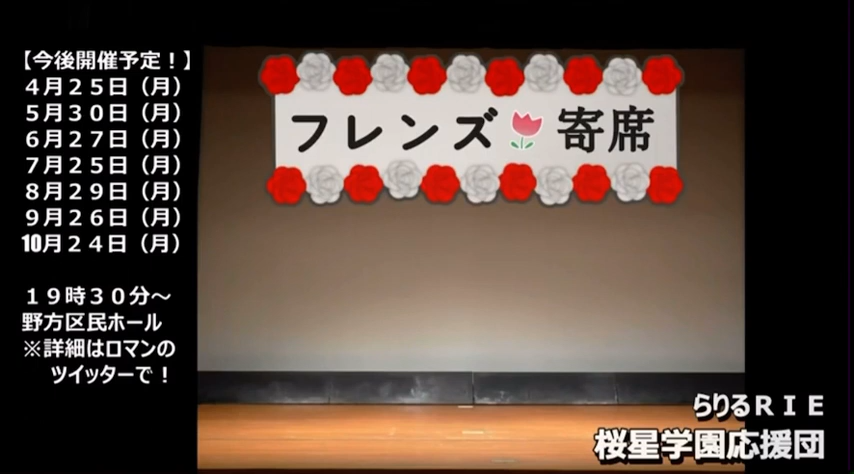 【今後開催予定！】
４月２５日（月）
５月３０日（月）
６月２７日（月）
７月２５日（月）
８月２９日（月）
９月２６日（月）
10月２４日（月）
１９時３０分～
野方区民ホール
※詳細はロマンの
ツイッターで！
フレンズ🌷寄席
らりるＲＩＥ
桜星学園応援団